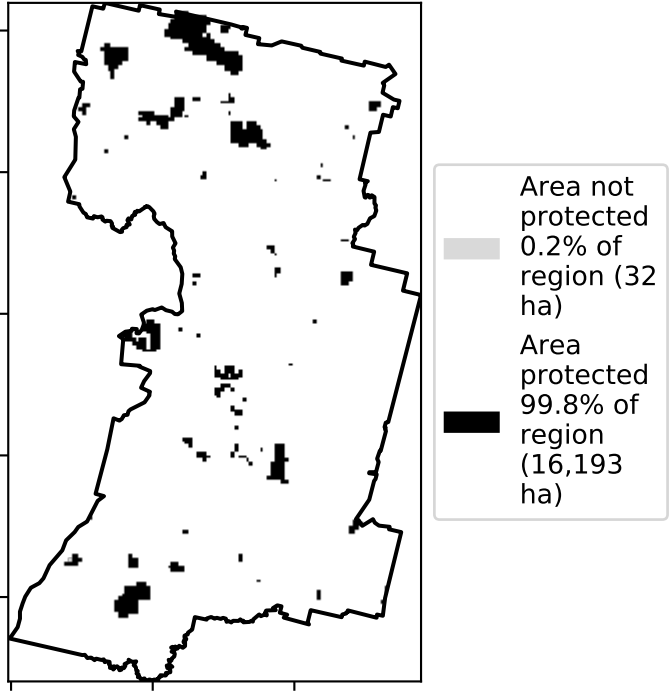 Area not
protected
0.2% of
region (32
ha)
Area
protected
99.8% of
region
(16,193
ha)